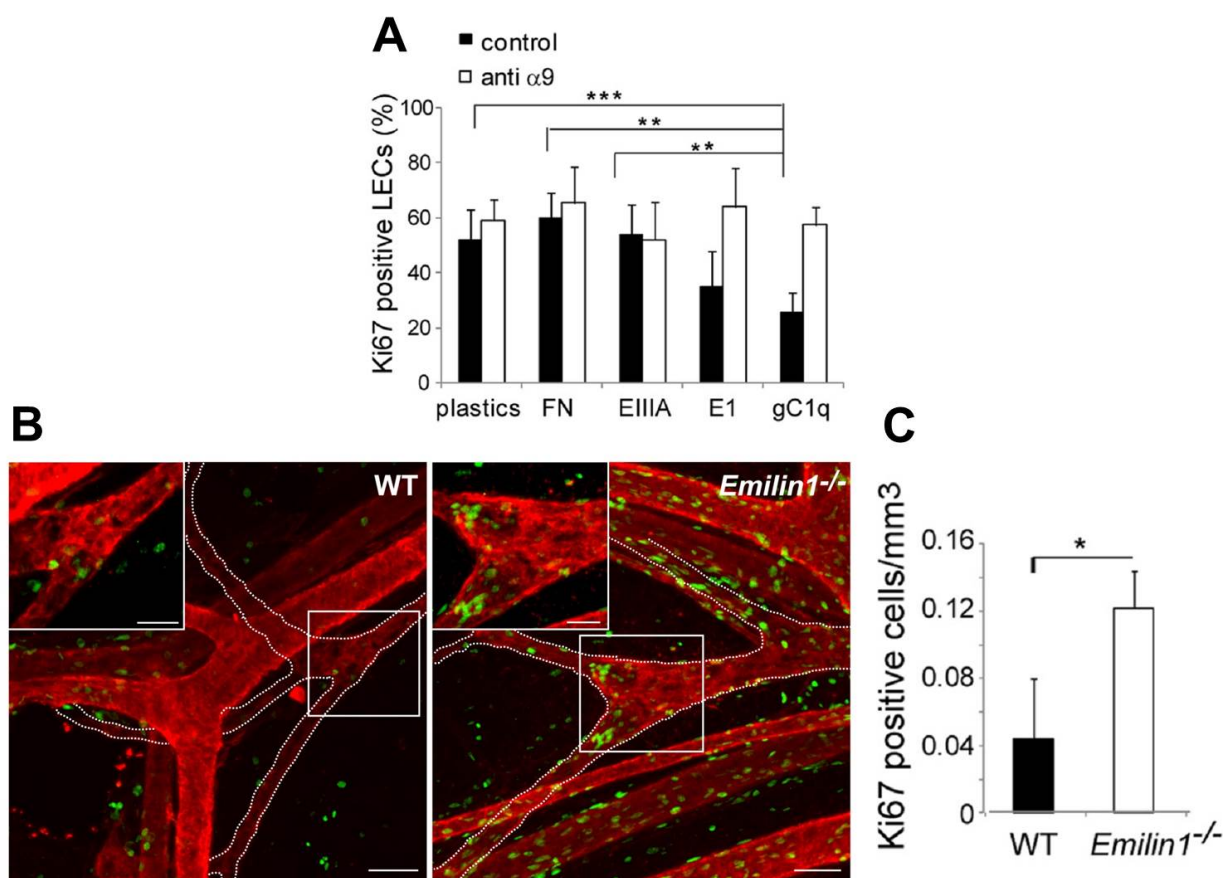 A
control
anti α9
Ki67 positive LECs (%)
100
80
60
40
20
0
***
**
**
plastics FN EIIIA E1 gC1q
B
WT
Emilin1-/-
C
Ki67 positive cells/mm3
0.16
0.12
0.08
0.04
0
*
WT Emilin1-/-